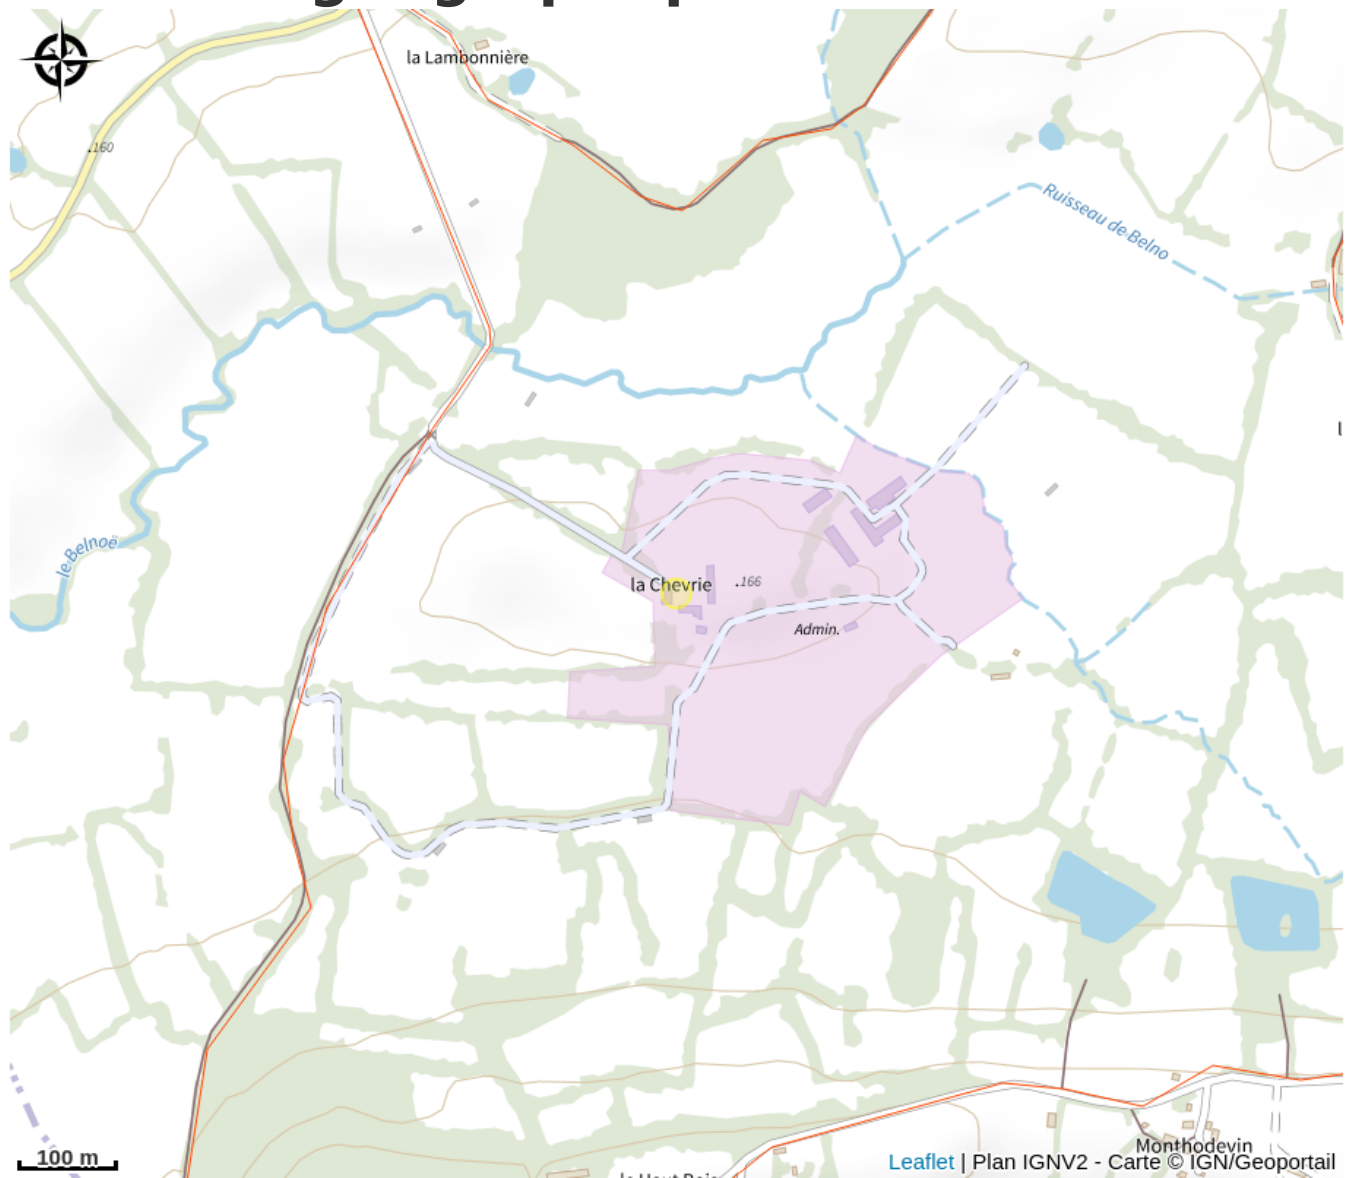 la Lambonnière
.160
Ruisseau de Belno
le Belnoë
la Chevrie
.166
Admin.
Monthodevin
100 m
Leaflet | Plan IGNV2 - Carte © IGN/Geoportail